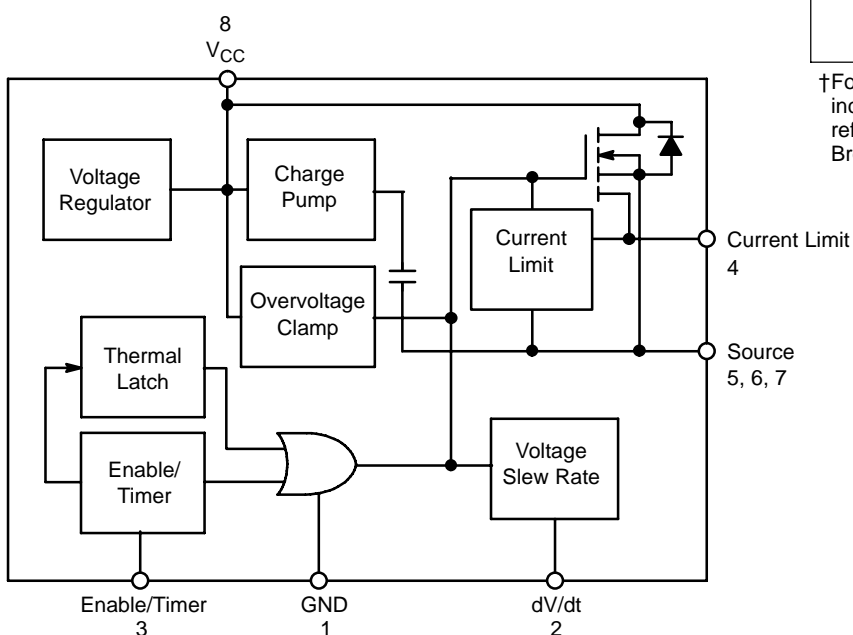 8
VCC
†Fo
inc
ref
Br
Voltage
Regulator
Charge
Pump
Current
Limit
Current Limit
4
Overvoltage
Clamp
Thermal
Latch
Source
5, 6, 7
Enable/
Timer
Voltage
Slew Rate
Enable/Timer
3
GND
1
dV/dt
2